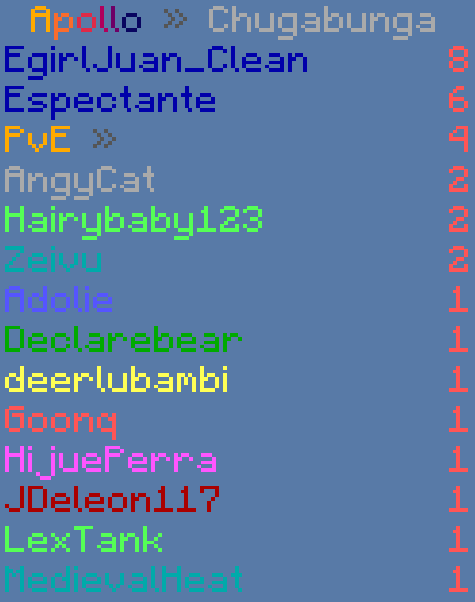 Apollo » Chugabunga
EgirlJuan_Clean 8
Espectante 6
PvE » 4
AngyCat 2
Hairybaby123 2
Zeivu 2
Adolie 1
Declarebear 1
deerlubambi 1
Goonq 1
HijuePerra 1
JDeleon117 1
LexTank 1
MedievalHeat 1